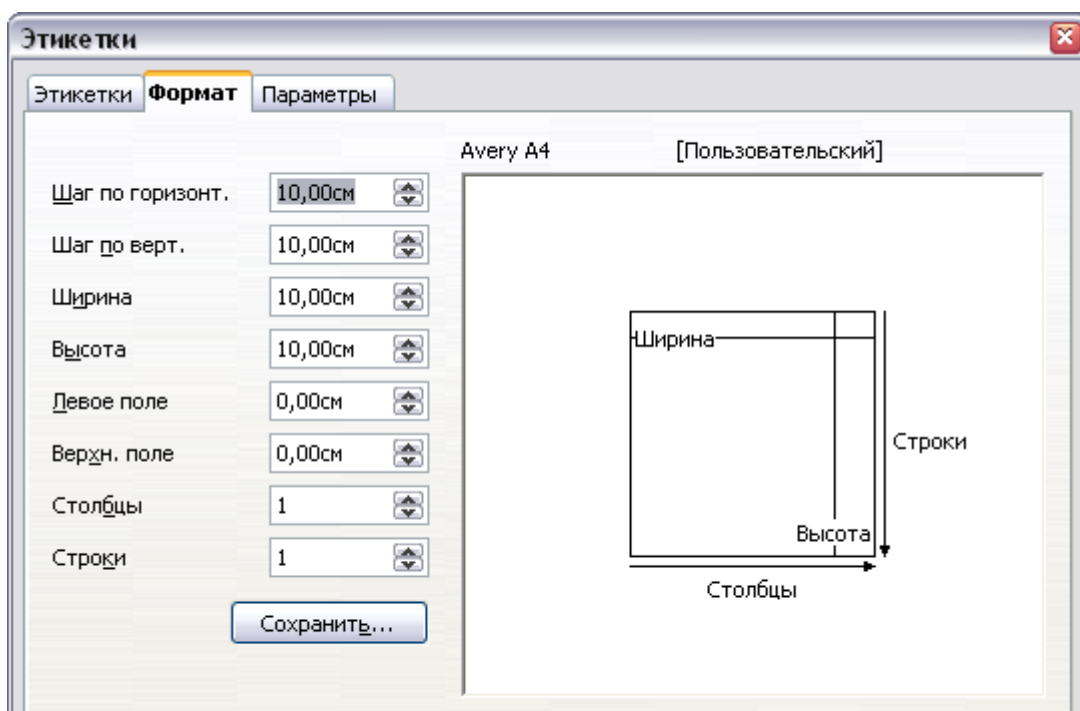 Этикетки
Этикетки Формат Параметры
Avery A4 [Пользовательский]
Шаг по горизонт. 10,00см
Шаг по верт. 10,00см
Ширина 10,00см
Высота 10,00см
Левое поле 0,00см
Верхн. поле 0,00см
Столбцы 1
Строки 1
Сохранить...
Ширина
Строки
Высота
Столбцы